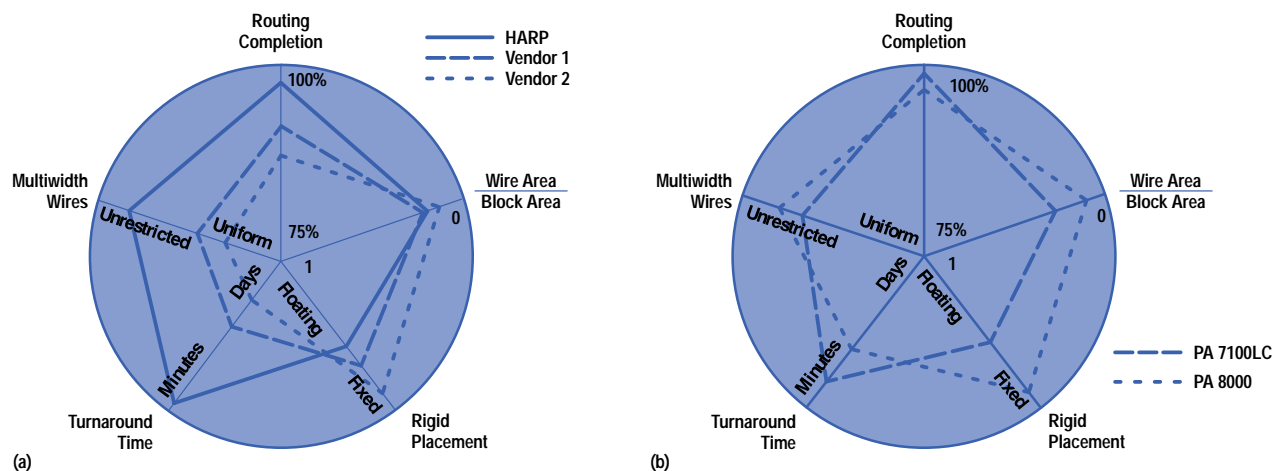 Routing
Completion
HARP
Vendor 1
Vendor 2
100%
Multiwidth
Wires
Wire Area
Block Area
0
Unrestricted
Uniform
75%
1
Days
Floating
Minutes
Fixed
Turnaround
Time
Rigid
Placement
(a)
Routing
Completion
100%
Multiwidth
Wires
Wire Area
Block Area
0
Unrestricted
Uniform
75%
1
Days
Floating
PA 7100LC
PA 8000
Minutes
Fixed
Turnaround
Time
Rigid
Placement
(b)